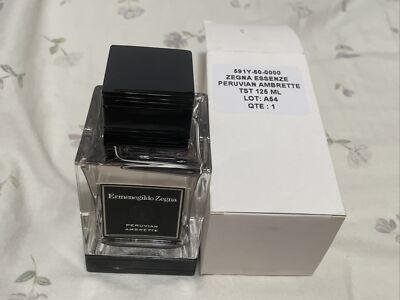 591Y-60-0000
ZEGNA ESSENZE
PERUVIAN AMBRETTE
TST 125 ML
LOT: A54
QTE : 1
Ermenegildo Zegna
PERUVIAN
AMBRETTE